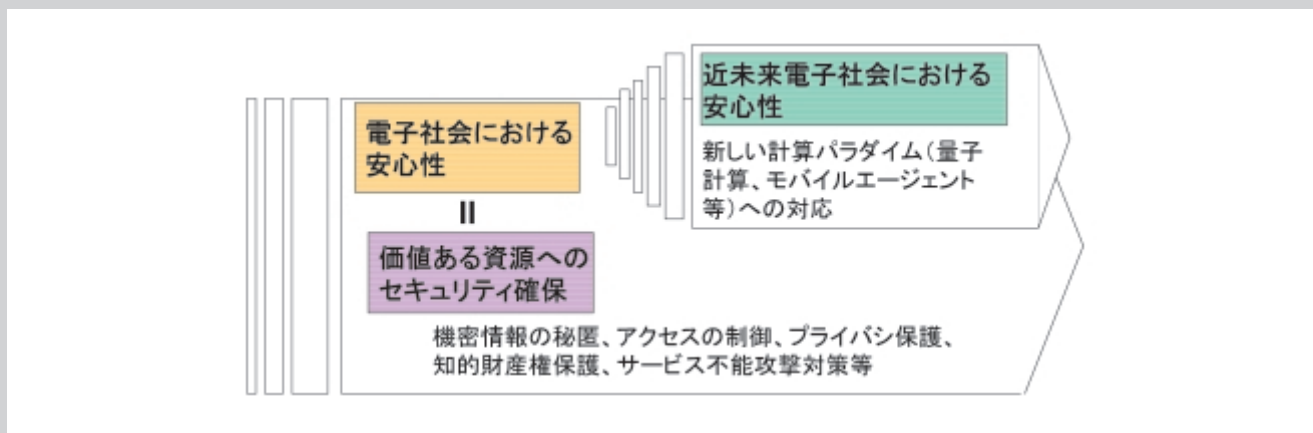 電子社会における
安心性
=
価値ある資源への
セキュリティ確保
機密情報の秘匿、アクセスの制御、プライバシ保護、
知的財産権保護、サービス不能攻撃対策等
近未来電子社会における
安心性
新しい計算パラダイム(量子
計算、モバイルエージェント
等)への対応